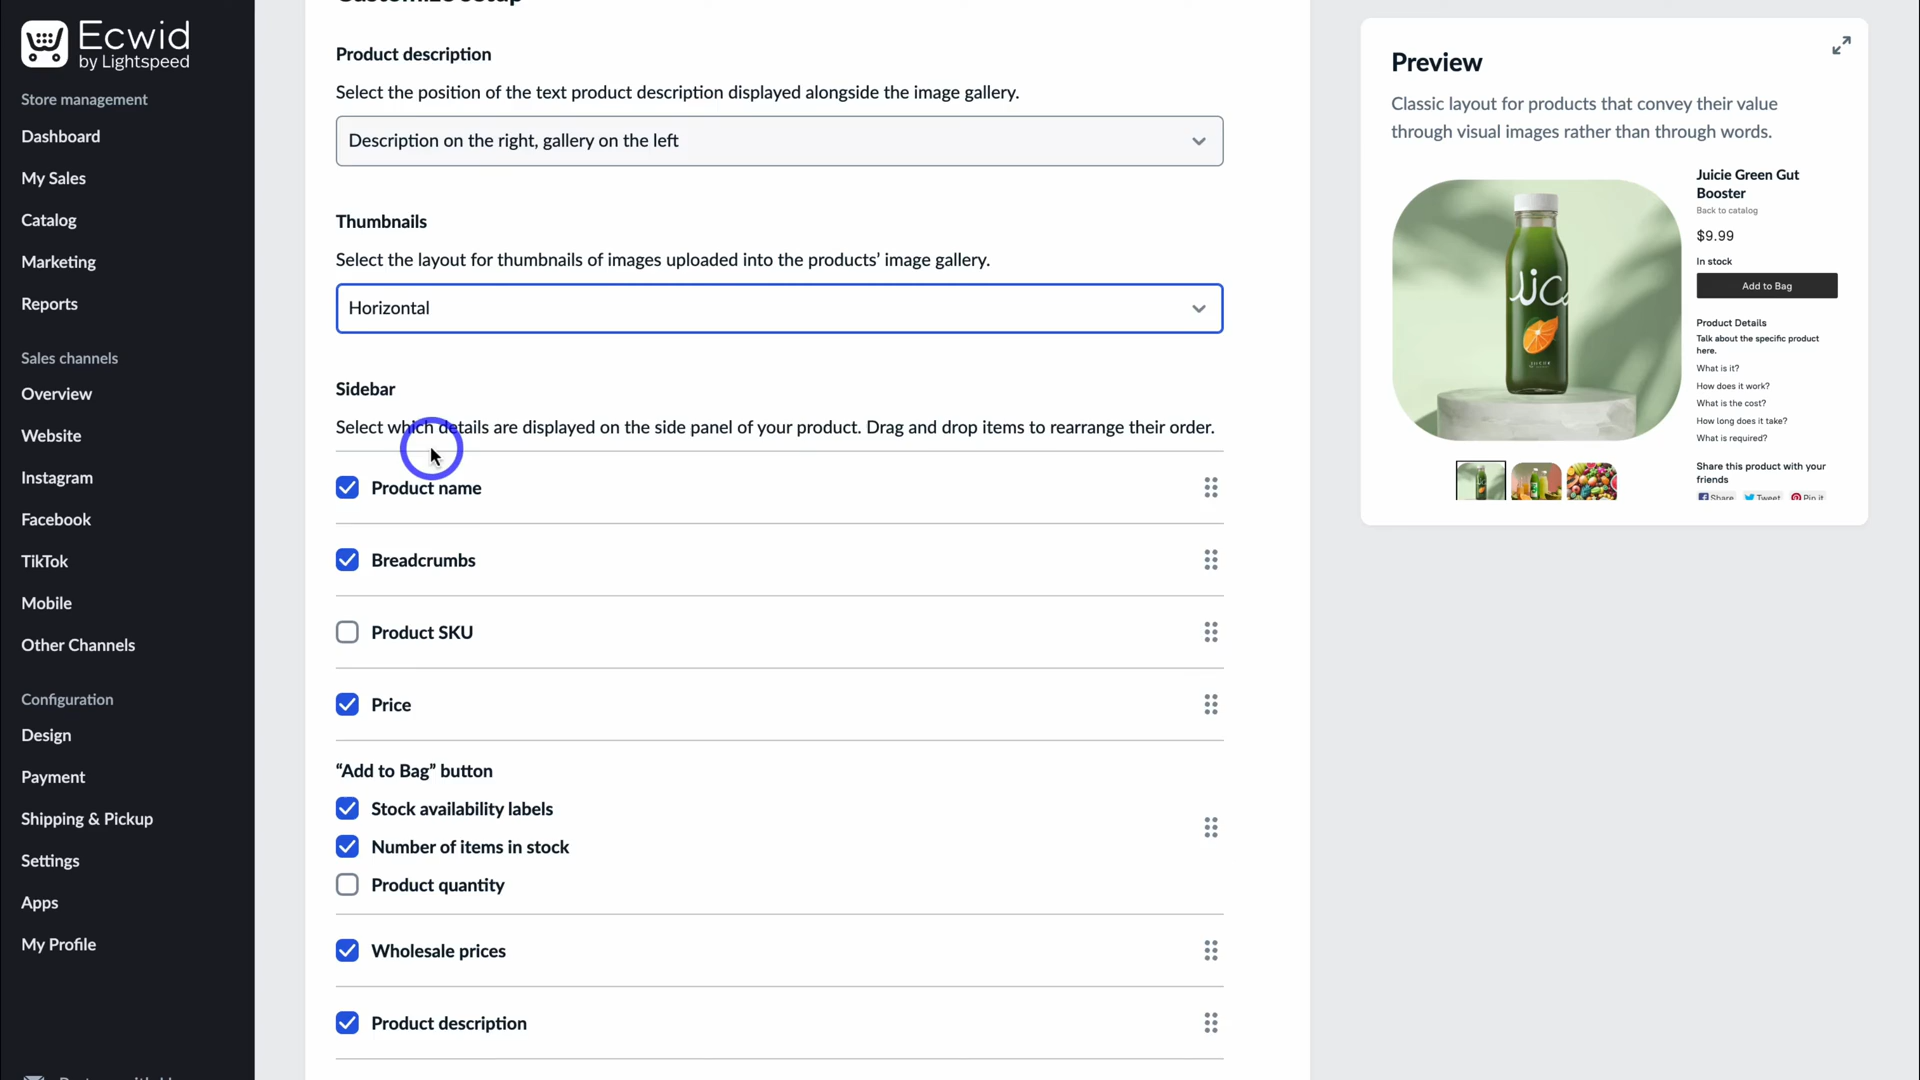 Ecwid
by Lightspeed
Store management
Dashboard
My Sales
Catalog
Marketing
Reports
Sales channels
Overview
Website
Instagram
Facebook
TikTok
Mobile
Other Channels
Configuration
Design
Payment
Shipping & Pickup
Settings
Apps
My Profile
Customize setup
Product description
Select the position of the text product description displayed alongside the image gallery.
Description on the right, gallery on the left
Thumbnails
Select the layout for thumbnails of images uploaded into the products’ image gallery.
Horizontal
Sidebar
Select which details are displayed on the side panel of your product. Drag and drop items to rearrange their order.
Product name
Breadcrumbs
Product SKU
Price
“Add to Bag” button
Stock availability labels
Number of items in stock
Product quantity
Wholesale prices
Product description
Preview
Classic layout for products that convey their value
through visual images rather than through words.
Juicie Green Gut
Booster
Back to catalog
$9.99
In stock
Add to Bag
Product Details
Talk about the specific product
here.
What is it?
How does it work?
What is the cost?
How long does it take?
What is required?
Share this product with your
friends
Share Tweet Pin it